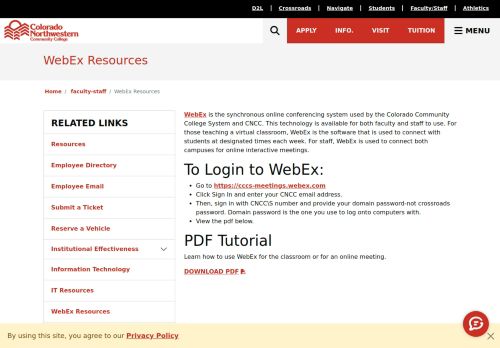 D2L | Crossroads | Navigate | Students | Faculty/Staff | Athletics
Colorado
Northwestern
Community College
APPLY INFO. VISIT TUITION MENU
WebEx Resources
Home / faculty-staff / WebEx Resources
RELATED LINKS
Resources
Employee Directory
Employee Email
Submit a Ticket
Reserve a Vehicle
Institutional Effectiveness
Information Technology
IT Resources
WebEx Resources
WebEx is the synchronous online conferencing system used by the Colorado Community
College System and CNCC. This technology is available for both faculty and staff to use. For
those teaching a virtual classroom, WebEx is the software that is used to connect with
students at designated times each week. For staff, WebEx is used to connect both
campuses for online interactive meetings.
To Login to WebEx:
• Go to https://cccs-meetings.webex.com
• Click Sign In and enter your CNCC email address.
• Then, sign in with CNCC\S number and provide your domain password-not crossroads
password. Domain password is the one you use to log onto computers with.
• View the pdf below.
PDF Tutorial
Learn how to use WebEx for the classroom or for an online meeting.
DOWNLOAD PDF
By using this site, you agree to our Privacy Policy ×